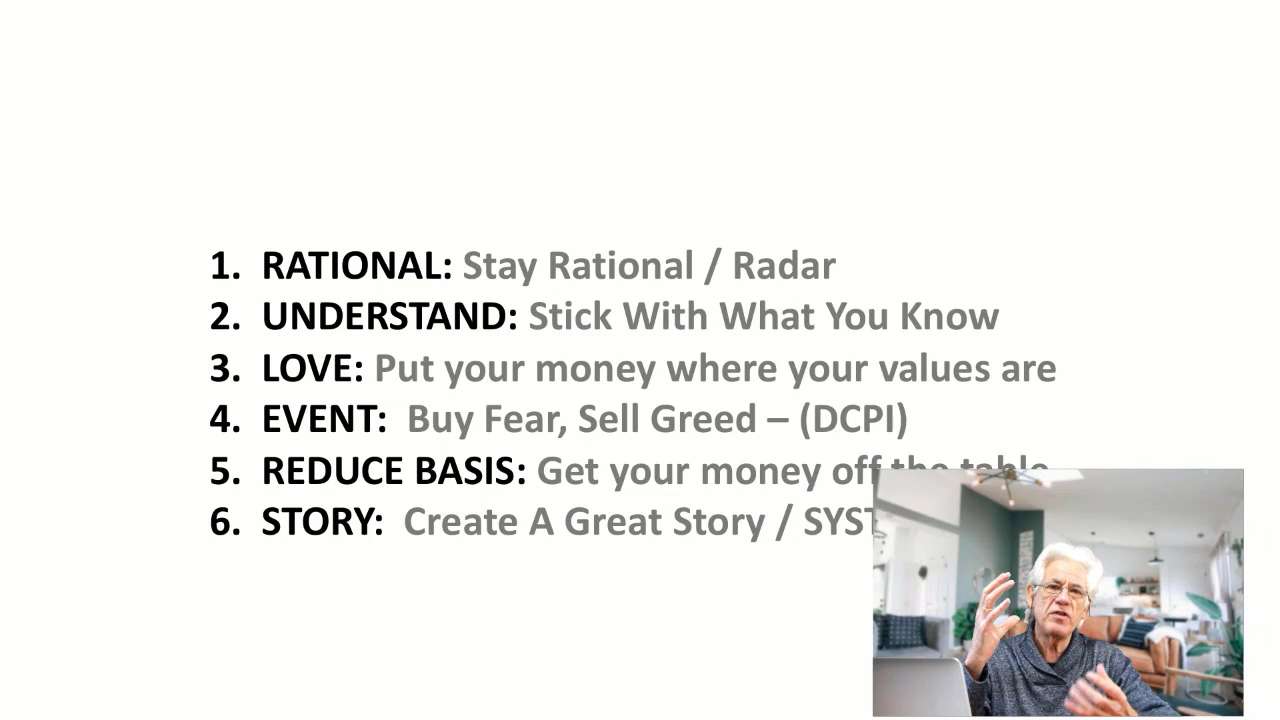 1. RATIONAL: Stay Rational / Radar
2. UNDERSTAND: Stick With What You Know
3. LOVE: Put your money where your values are
4. EVENT: Buy Fear, Sell Greed – (DCPI)
5. REDUCE BASIS: Get your money off the table
6. STORY: Create A Great Story /